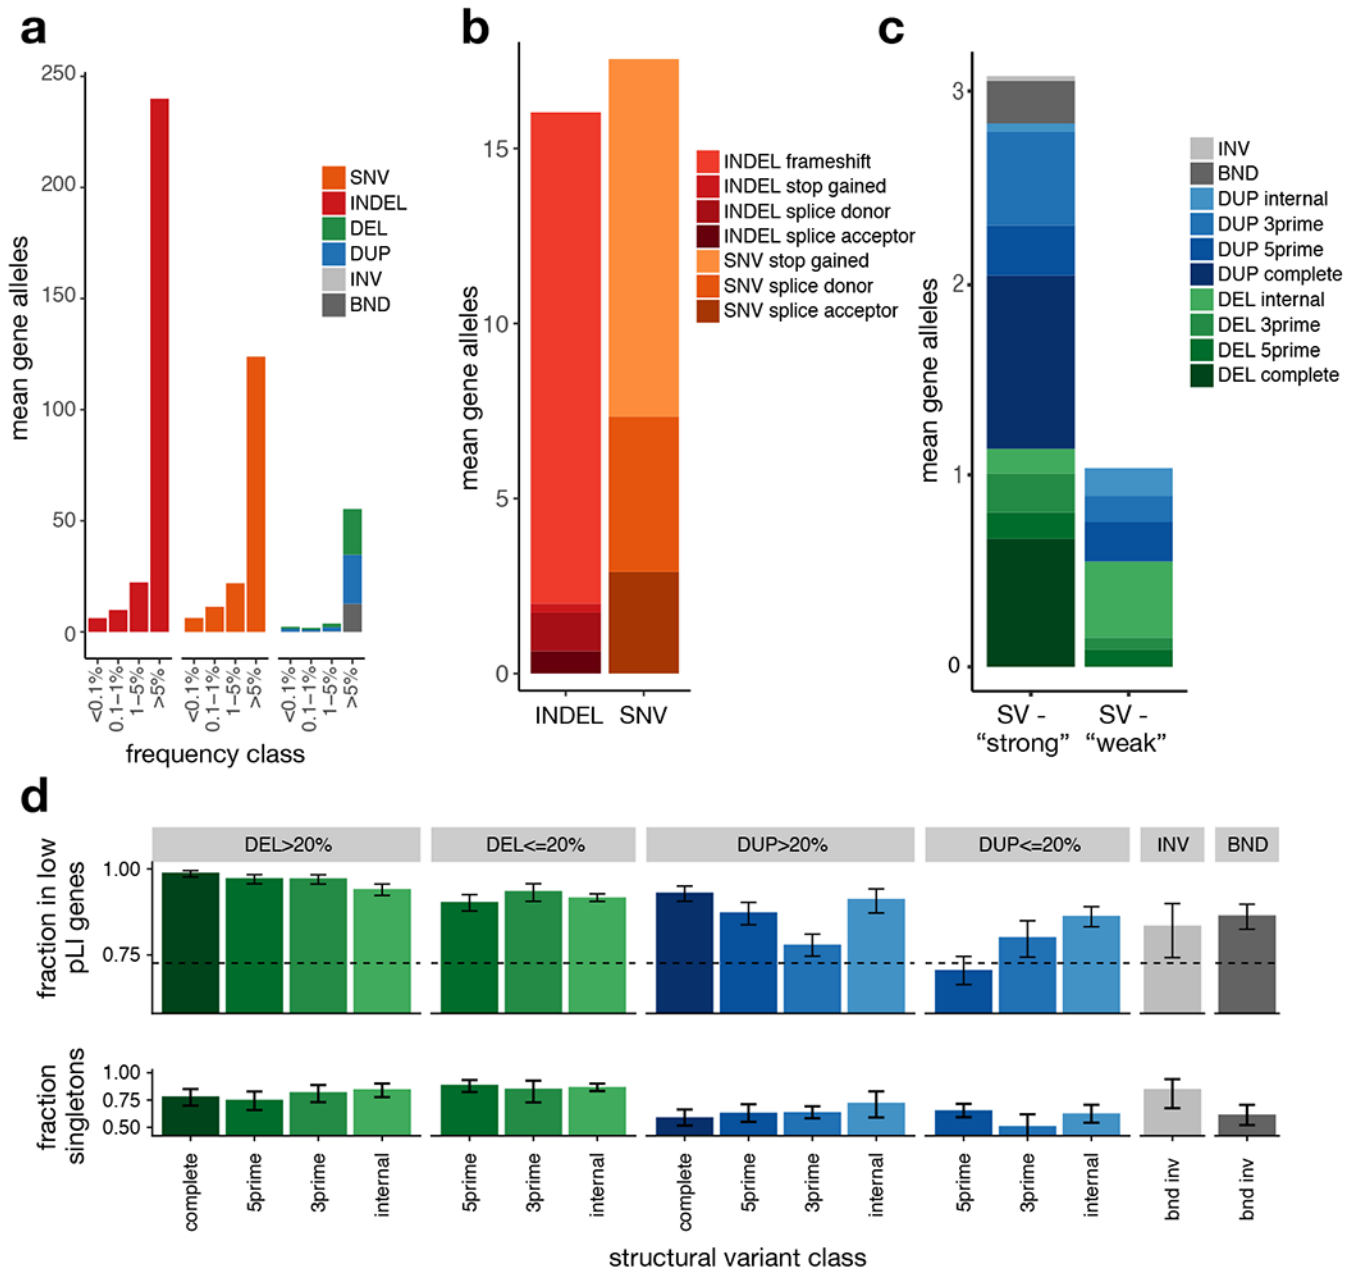 a
250
200
150
100
50
0
mean gene alleles
SNV
INDEL
DEL
DUP
INV
BND
<0.1%
0.1–1%
1–5%
>5%
<0.1%
0.1–1%
1–5%
>5%
<0.1%
0.1–1%
1–5%
>5%
frequency class
b
15
10
5
0
mean gene alleles
INDEL frameshift
INDEL stop gained
INDEL splice donor
INDEL splice acceptor
SNV stop gained
SNV splice donor
SNV splice acceptor
INDEL SNV
c
3
2
1
0
mean gene alleles
INV
BND
DUP internal
DUP 3prime
DUP 5prime
DUP complete
DEL internal
DEL 3prime
DEL 5prime
DEL complete
SV - SV -
“strong” “weak”
d
DEL>20% DEL<=20% DUP>20% DUP<=20% INV BND
fraction in low
pLI genes
1.00
0.75
fraction
singletons
1.00
0.75
0.50
complete
5prime
3prime
internal
5prime
3prime
internal
complete
5prime
3prime
internal
5prime
3prime
internal
bnd inv
bnd inv
structural variant class